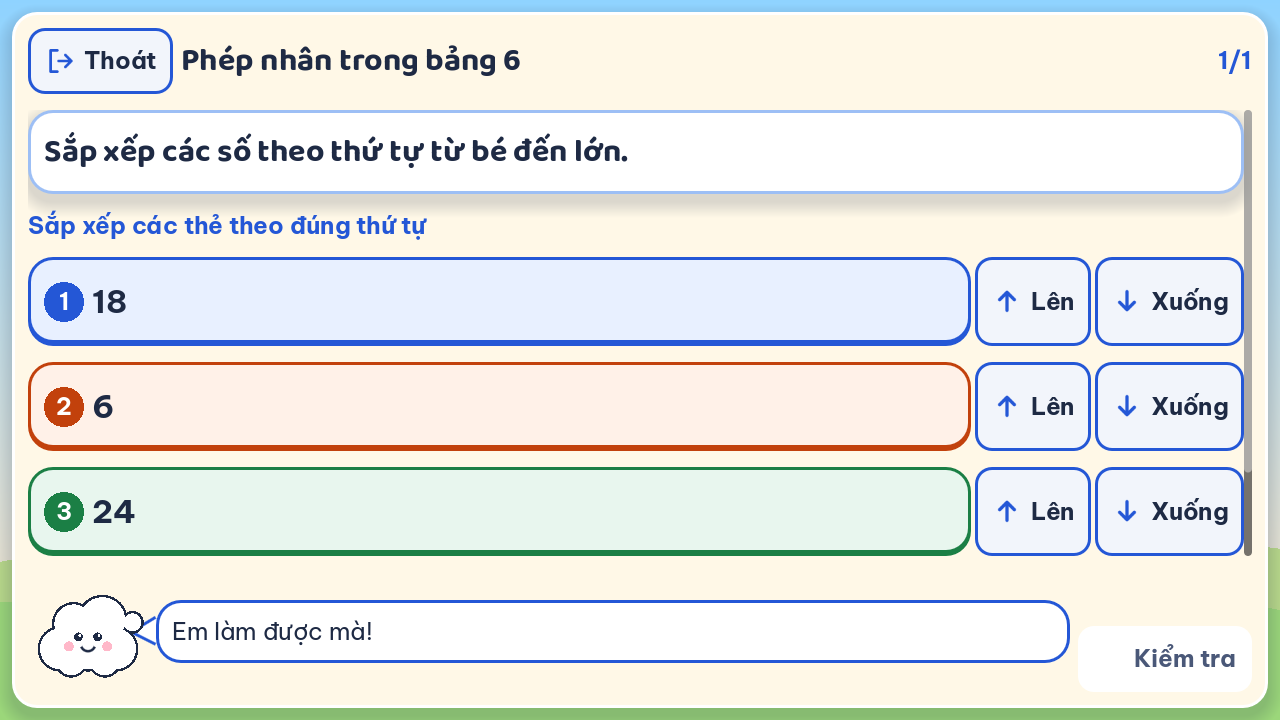 Thoát
Phép nhân trong bảng 6
1/1
Sắp xếp các số theo thứ tự từ bé đến lớn.
Sắp xếp các thẻ theo đúng thứ tự
1 18 Lên Xuống
2 6 Lên Xuống
3 24 Lên Xuống
Em làm được mà!
Kiểm tra